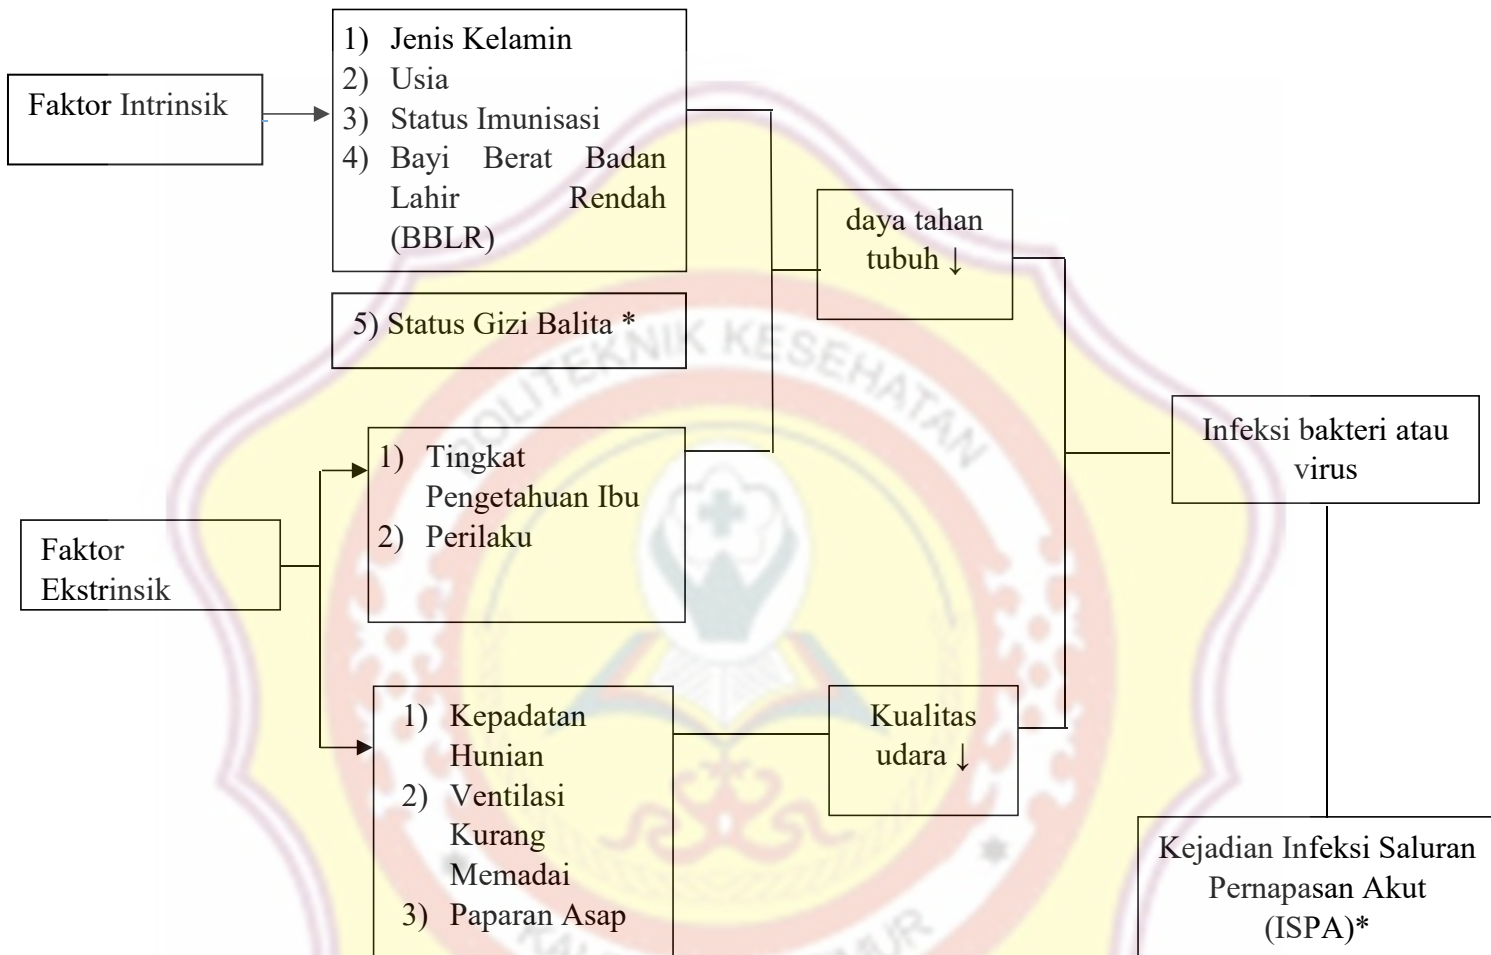 1) Jenis Kelamin
2) Usia
3) Status Imunisasi
4) Bayi Berat Badan
Lahir Rendah
(BBLR)
Faktor Intrinsik
daya tahan
tubuh ↓
5) Status Gizi Balita *
POLITEKNIK KESEHATAN
1) Tingkat
Pengetahuan Ibu
2) Perilaku
Infeksi bakteri atau
virus
Faktor
Ekstrinsik
1) Kepadatan
Hunian
2) Ventilasi
Kurang
Memadai
3) Paparan Asap
Kualitas
udara ↓
Kejadian Infeksi Saluran
Pernapasan Akut
(ISPA)*